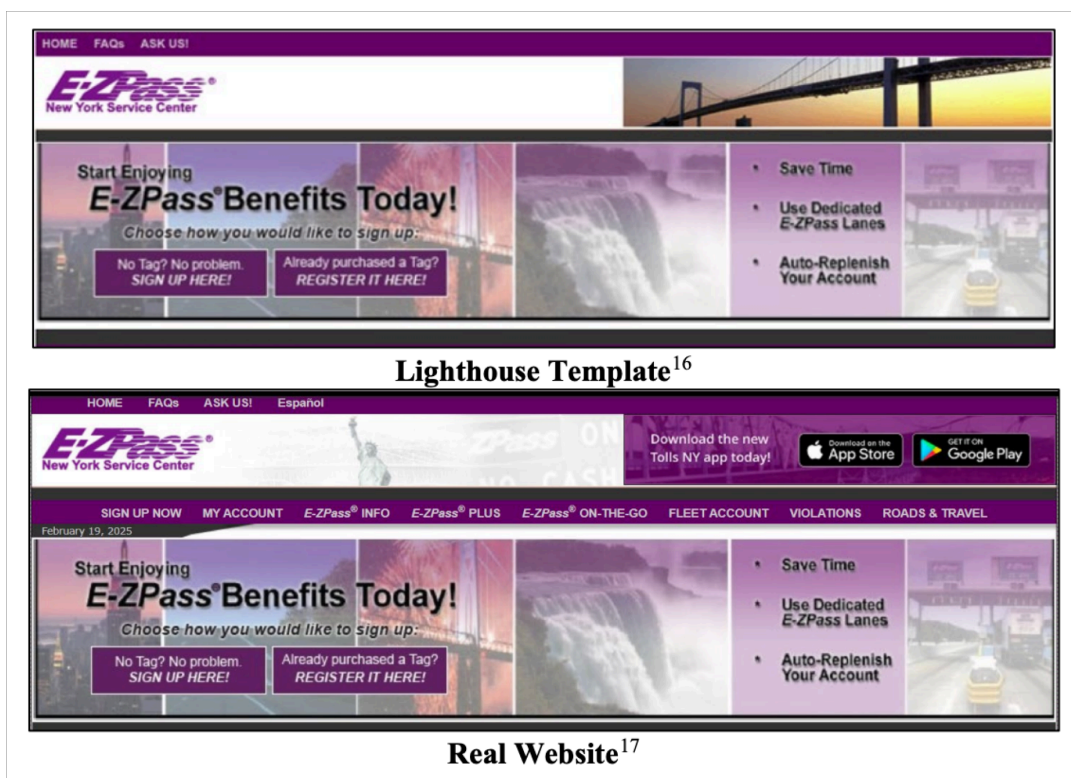 HOME FAQs ASK US!
E-ZPass®
New York Service Center
Start Enjoying
E-ZPass® Benefits Today!
Choose how you would like to sign up:
No Tag? No problem.
SIGN UP HERE!
Already purchased a Tag?
REGISTER IT HERE!
• Save Time
• Use Dedicated
E-ZPass Lanes
• Auto-Replenish
Your Account
Lighthouse Template16
HOME FAQs ASK US! Español
E-ZPass®
New York Service Center
ZPass ON
NO CASH
Download the new
Tolls NY app today!
Download on the
App Store
GET IT ON
Google Play
SIGN UP NOW MY ACCOUNT E-ZPass® INFO E-ZPass® PLUS E-ZPass® ON-THE-GO FLEET ACCOUNT VIOLATIONS ROADS & TRAVEL
February 19, 2025
Start Enjoying
E-ZPass® Benefits Today!
Choose how you would like to sign up:
No Tag? No problem.
SIGN UP HERE!
Already purchased a Tag?
REGISTER IT HERE!
• Save Time
• Use Dedicated
E-ZPass Lanes
• Auto-Replenish
Your Account
Real Website17